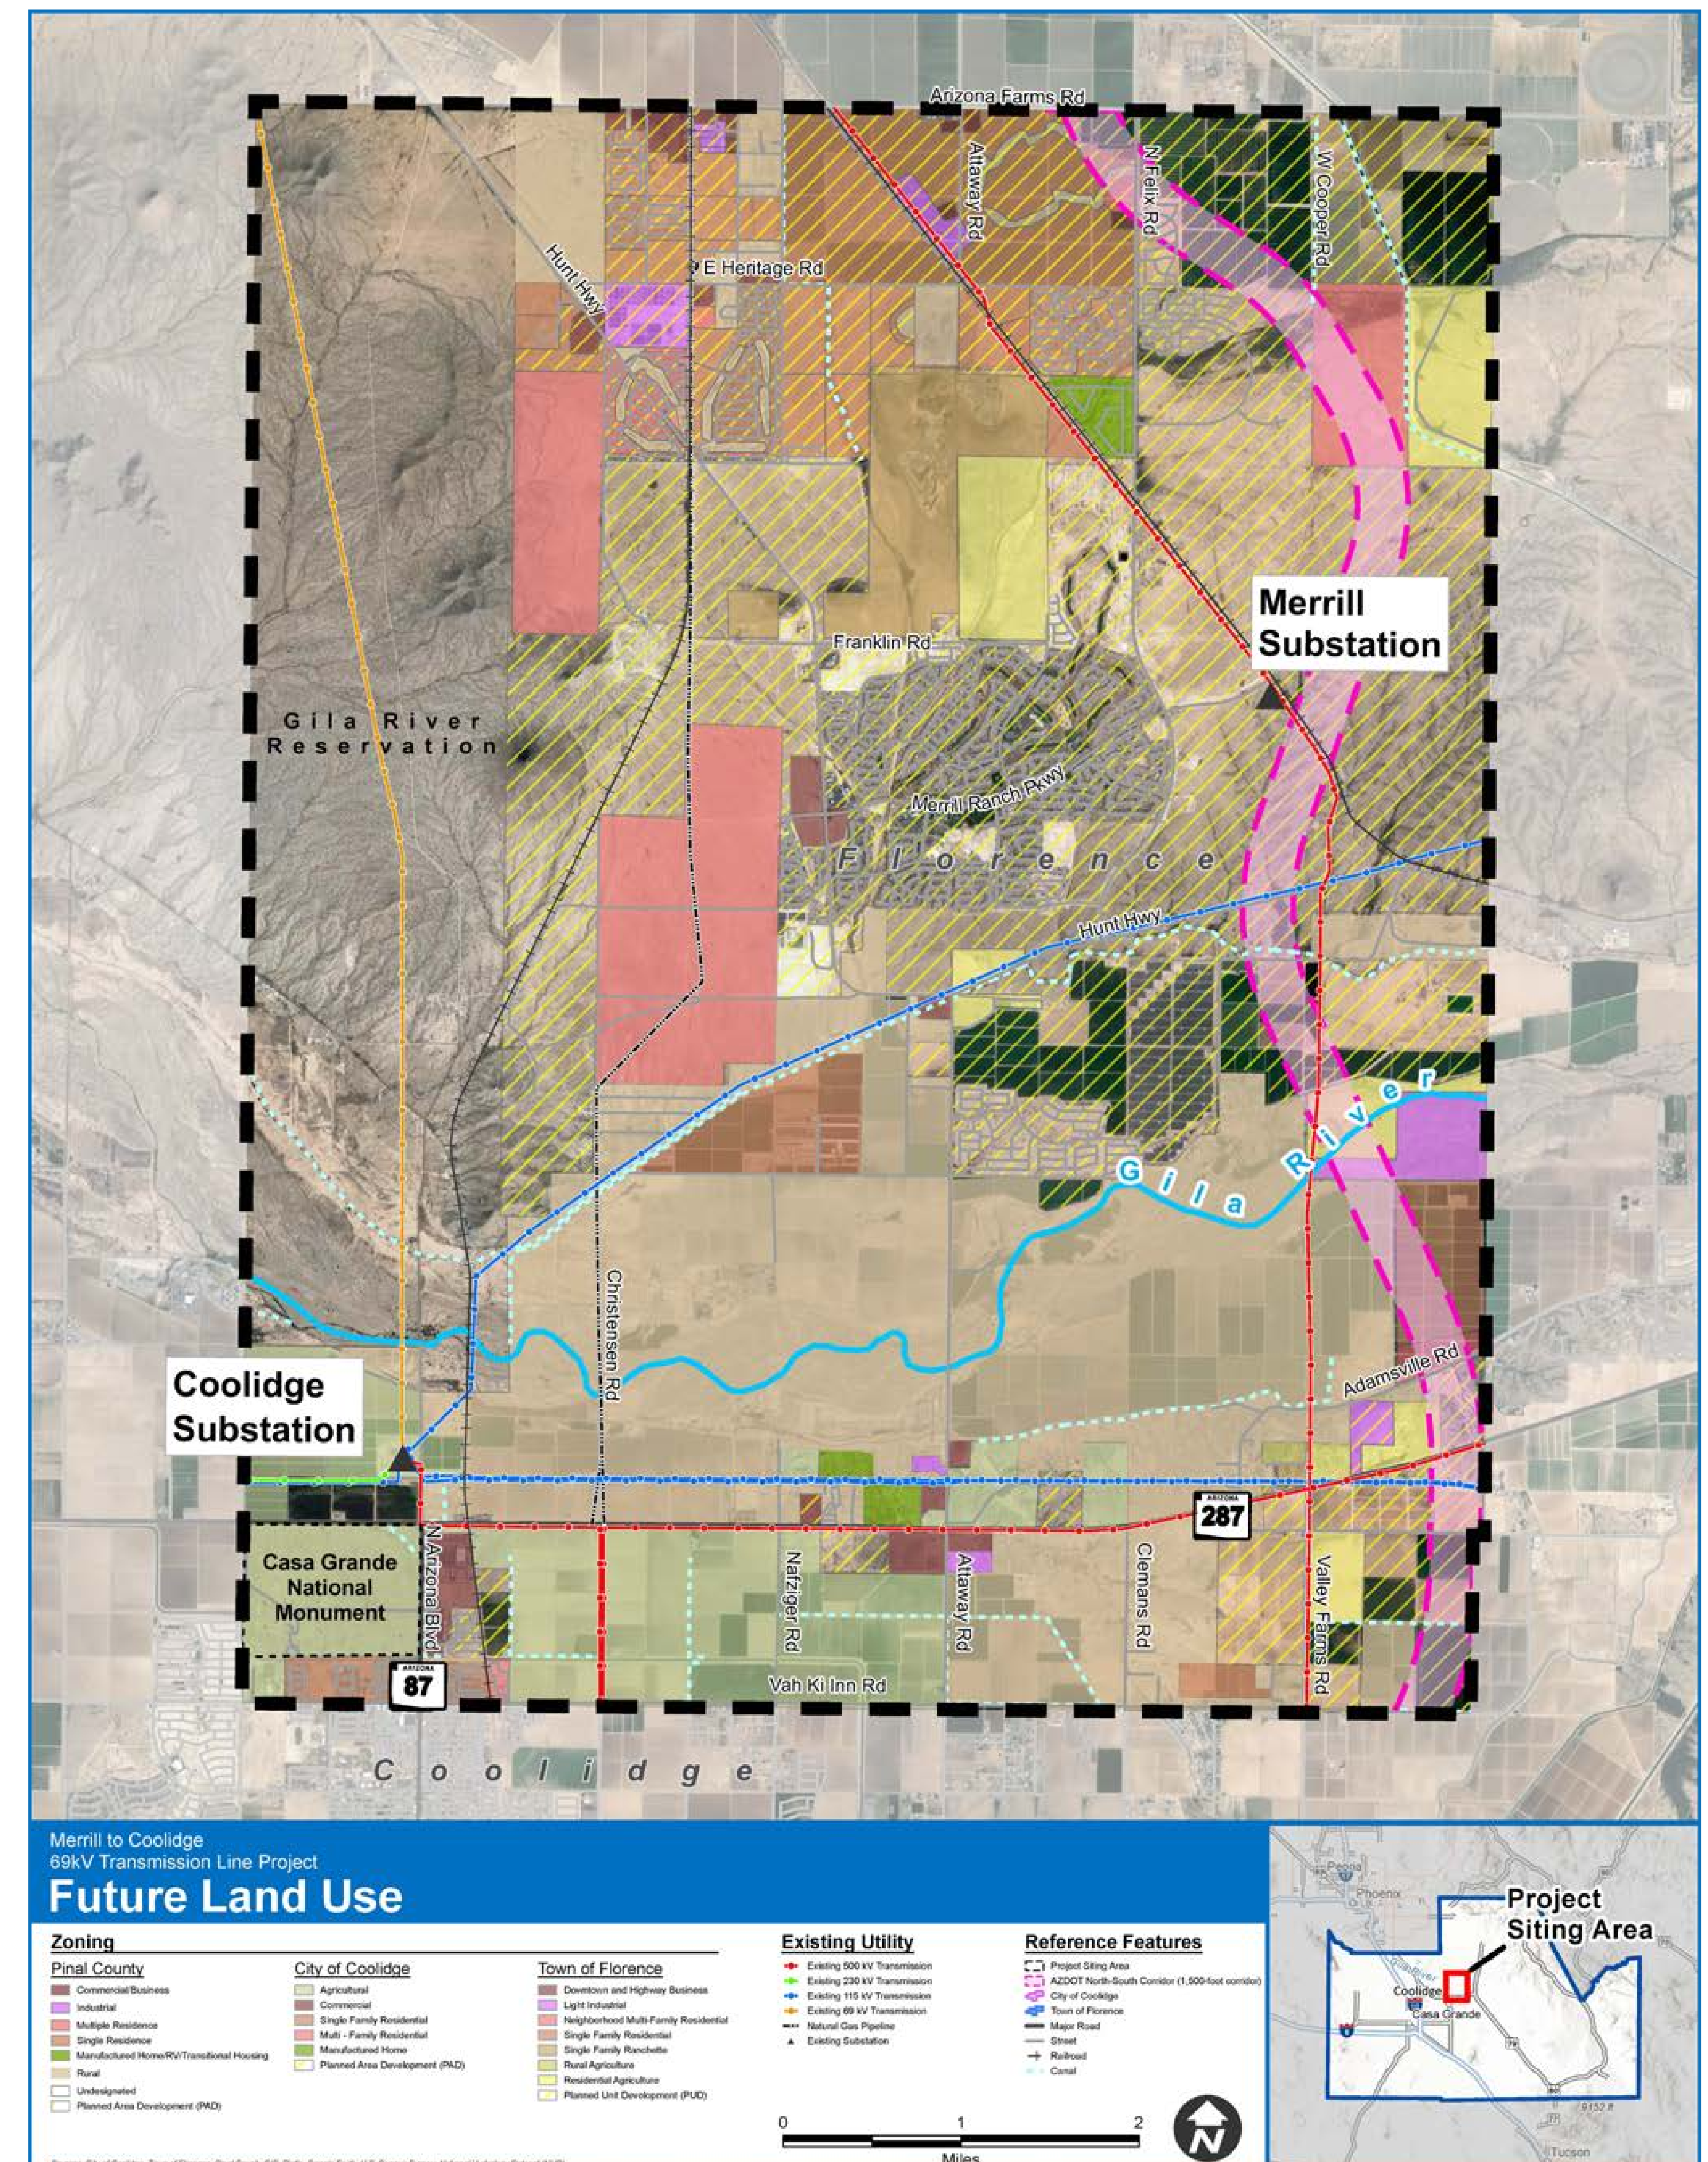 Arizona Farms Rd
Attaway Rd
N Felix Rd
W Cooper Rd
Hunt Hwy
E Heritage Rd
Merrill
Substation
Franklin Rd
Gila River
Reservation
Merrill Ranch Pkwy
Florence
Hunt Hwy
Gila River
Christensen Rd
Adamsville Rd
Coolidge
Substation
ARIZONA
287
Casa Grande
National
Monument
N Arizona Blvd
Nafziger Rd
Attaway Rd
Clemans Rd
Valley Farms Rd
ARIZONA
87
Vah Ki Inn Rd
Coolidge
Merrill to Coolidge
69kV Transmission Line Project
Future Land Use
Zoning
Pinal County
Commercial/Business
Industrial
Multiple Residence
Single Residence
Manufactured Home/RV/Transitional Housing
Rural
Undesignated
Planned Area Development (PAD)
City of Coolidge
Agricultural
Commercial
Single Family Residential
Multi - Family Residential
Manufactured Home
Planned Area Development (PAD)
Town of Florence
Downtown and Highway Business
Light Industrial
Neighborhood Multi-Family Residential
Single Family Residential
Single Family Ranchette
Rural Agriculture
Residential Agriculture
Planned Unit Development (PUD)
Existing Utility
Existing 500 kV Transmission
Existing 230 kV Transmission
Existing 115 kV Transmission
Existing 69 kV Transmission
Natural Gas Pipeline
Existing Substation
Reference Features
Project Siting Area
AZDOT North-South Corridor (1,500-foot corridor)
City of Coolidge
Town of Florence
Major Road
Street
Railroad
Canal
0 1 2
Miles
N
Peoria
Phoenix
Project
Siting Area
Gila River
Coolidge
Casa Grande
79
Tucson